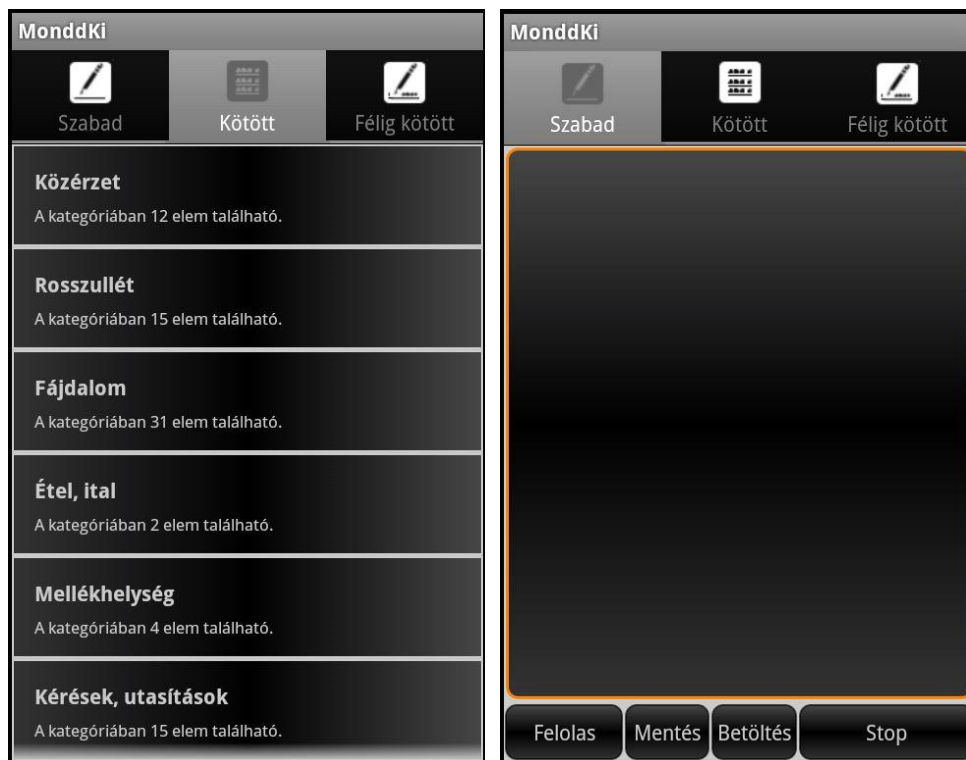 MonddKi
Szabad Kötött Félig kötött
Közérzet
A kategóriában 12 elem található.
Rosszullét
A kategóriában 15 elem található.
Fájdalom
A kategóriában 31 elem található.
Étel, ital
A kategóriában 2 elem található.
Mellékhelység
A kategóriában 4 elem található.
Kérések, utasítások
A kategóriában 15 elem található.
MonddKi
Szabad Kötött Félig kötött
Felolas Mentés Betöltés Stop